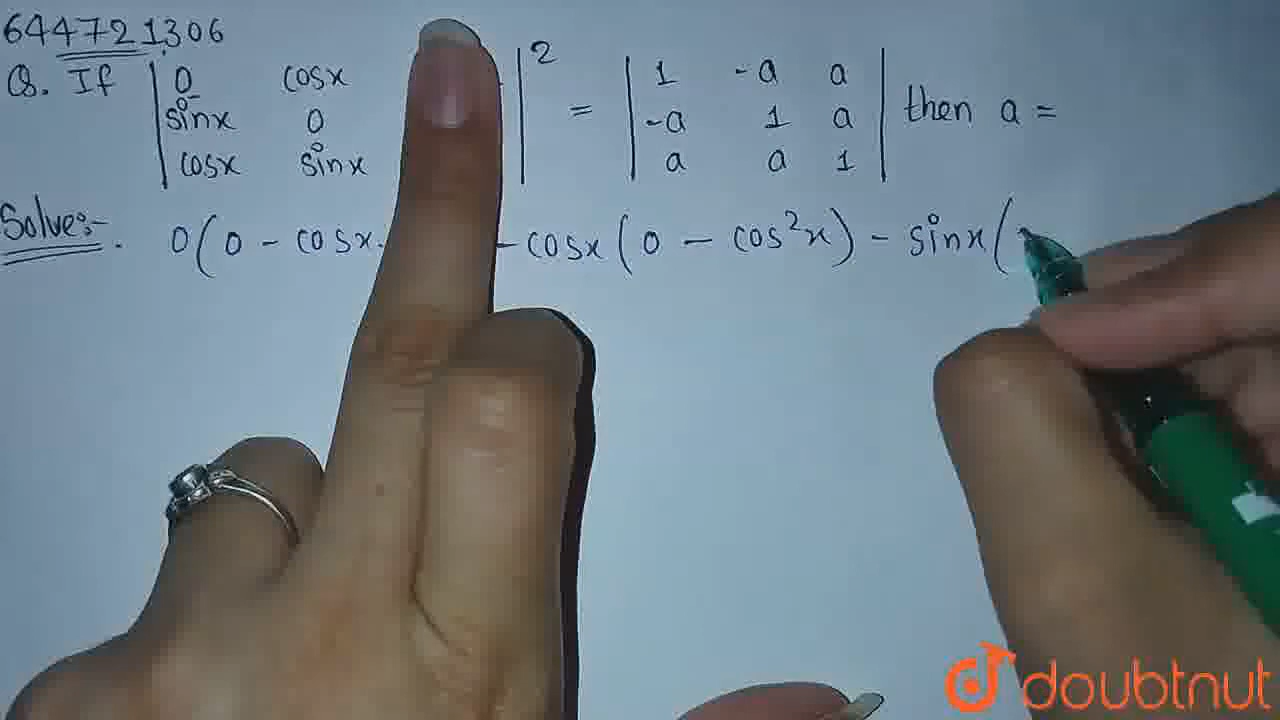 644721306
Q. If | 0 cosx |² = | 1 -a a | then a =
| sinx 0 | | -a 1 a |
| cosx sinx | | a a 1 |
Solve:- . 0(0 - cosx. - cosx(0 - cos²x) - sinx(
doubtnut